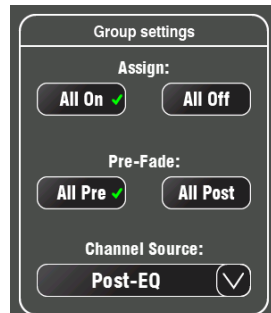 Group settings
Assign:
All On All Off
Pre-Fade:
All Pre All Post
Channel Source:
Post-EQ